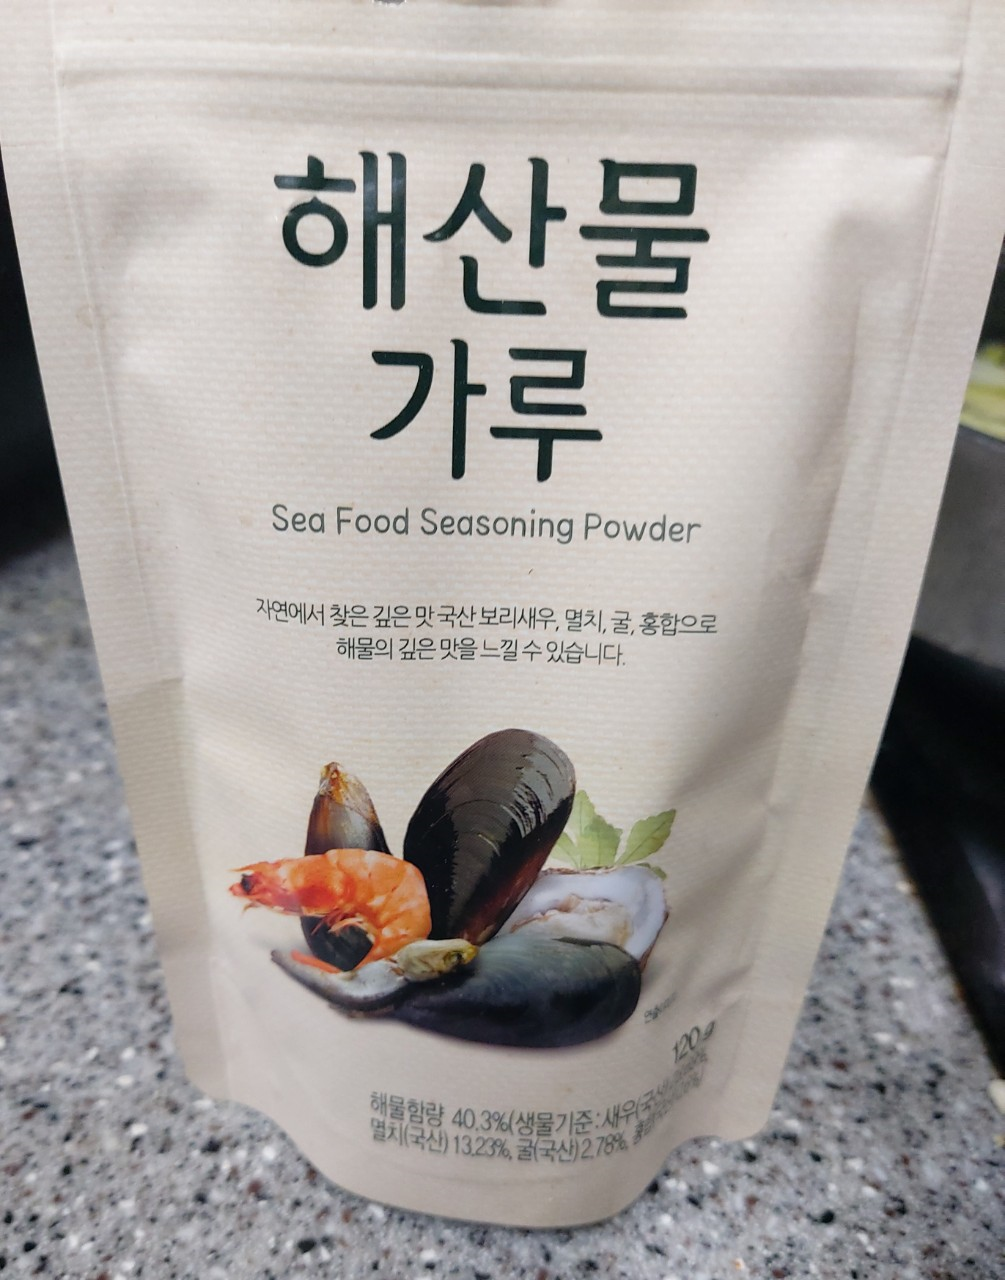 해산물
가루
Sea Food Seasoning Powder
자연에서 찾은 깊은 맛 국산 보리새우, 멸치, 굴, 홍합으로
해물의 깊은 맛을 느낄 수 있습니다.
120 g
해물함량 40.3%(생물기준 : 새우(국산)
멸치(국산) 13.23%, 굴(국산) 2.78%,